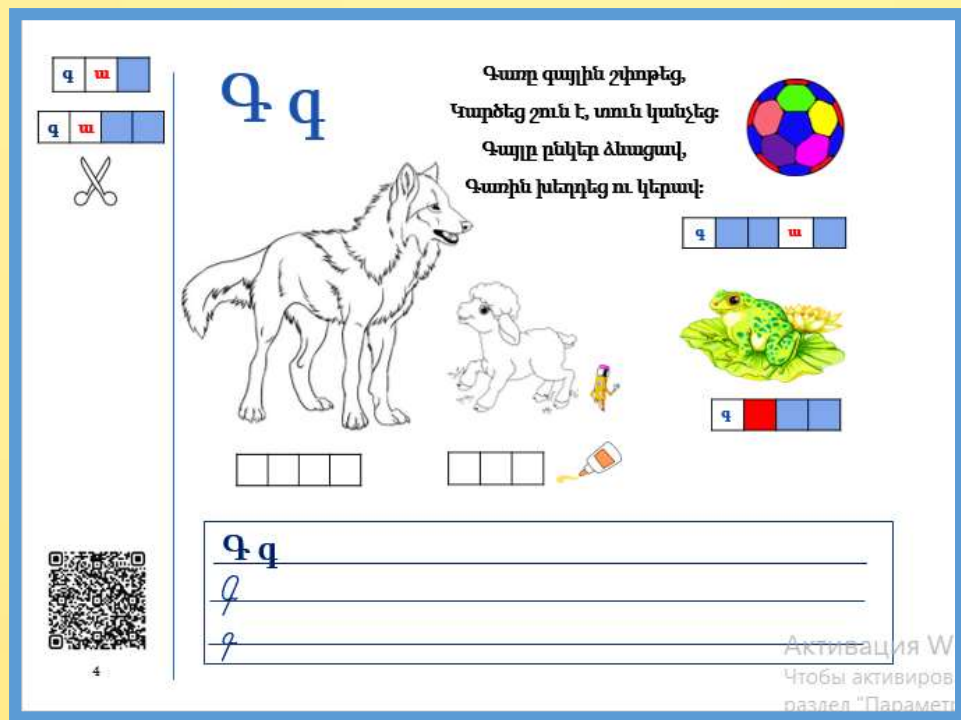 գ ա
գ ա
Գ գ
Գառը գայլին շփոթեց,
Կարծեց շուն է, տուն կանչեց:
Գայլը ընկեր ձևացավ,
Գառին խեղդեց ու կերավ:
գ ա
գ
Գ գ
Գ
գ
4
Активация W
Чтобы активиров
раздел "Парамет